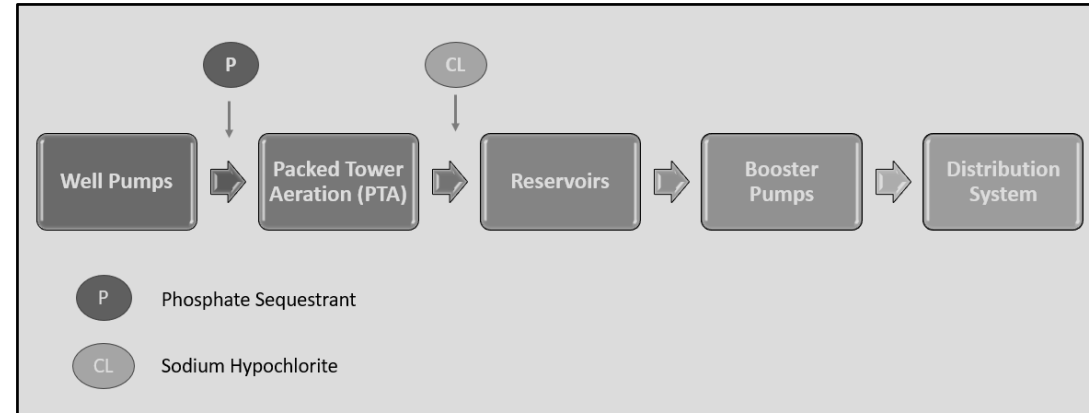 P
CL
Well Pumps
Packed Tower
Aeration (PTA)
Reservoirs
Booster
Pumps
Distribution
System
P
Phosphate Sequestrant
CL
Sodium Hypochlorite